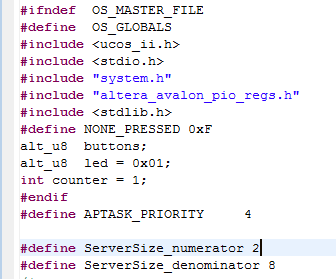 #ifndef  OS_MASTER_FILE
#define  OS_GLOBALS
#include <ucos_ii.h>
#include <stdio.h>
#include "system.h"
#include "altera_avalon_pio_regs.h"
#include <stdlib.h>
#define NONE_PRESSED 0xF
alt_u8  buttons;
alt_u8  led = 0x01;
int counter = 1;
#endif
#define APTASK_PRIORITY     4
#define ServerSize_numerator 2
#define ServerSize_denominator 8